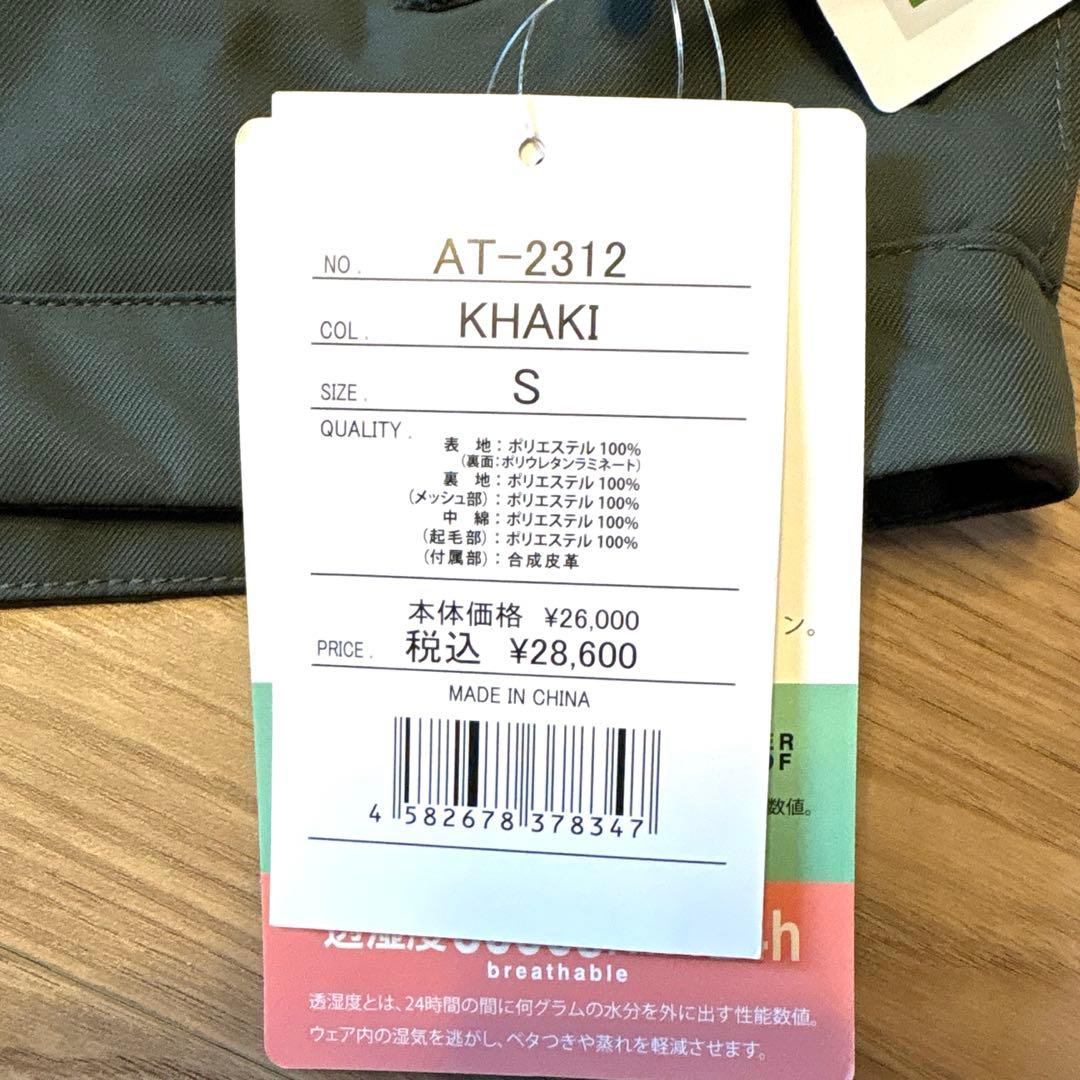 NO. AT-2312
COL. KHAKI
SIZE. S
QUALITY.
表 地：ポリエステル 100%
（裏面：ポリウレタンラミネート）
裏 地：ポリエステル 100%
（メッシュ部）：ポリエステル 100%
中 綿：ポリエステル 100%
（起毛部）：ポリエステル 100%
（付属部）：合成皮革
本体価格 ¥26,000
PRICE. 税込 ¥28,600
MADE IN CHINA
4 582678 378347
ン。
数値。
breathable
透湿度とは、24時間の間に何グラムの水分を外に出す性能数値。
ウェア内の湿気を逃がし、ベタつきや蒸れを軽減させます。